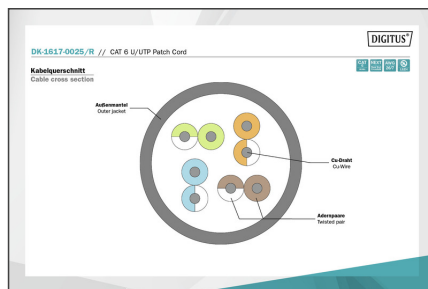 DIGITUS®
DK-1617-0025/R // CAT 6 U/UTP Patch Cord
Kabelquerschnitt
Cable cross section
Außenmantel
Outer jacket
Cu-Draht
Cu-Wire
Aderspaare
Twisted pair